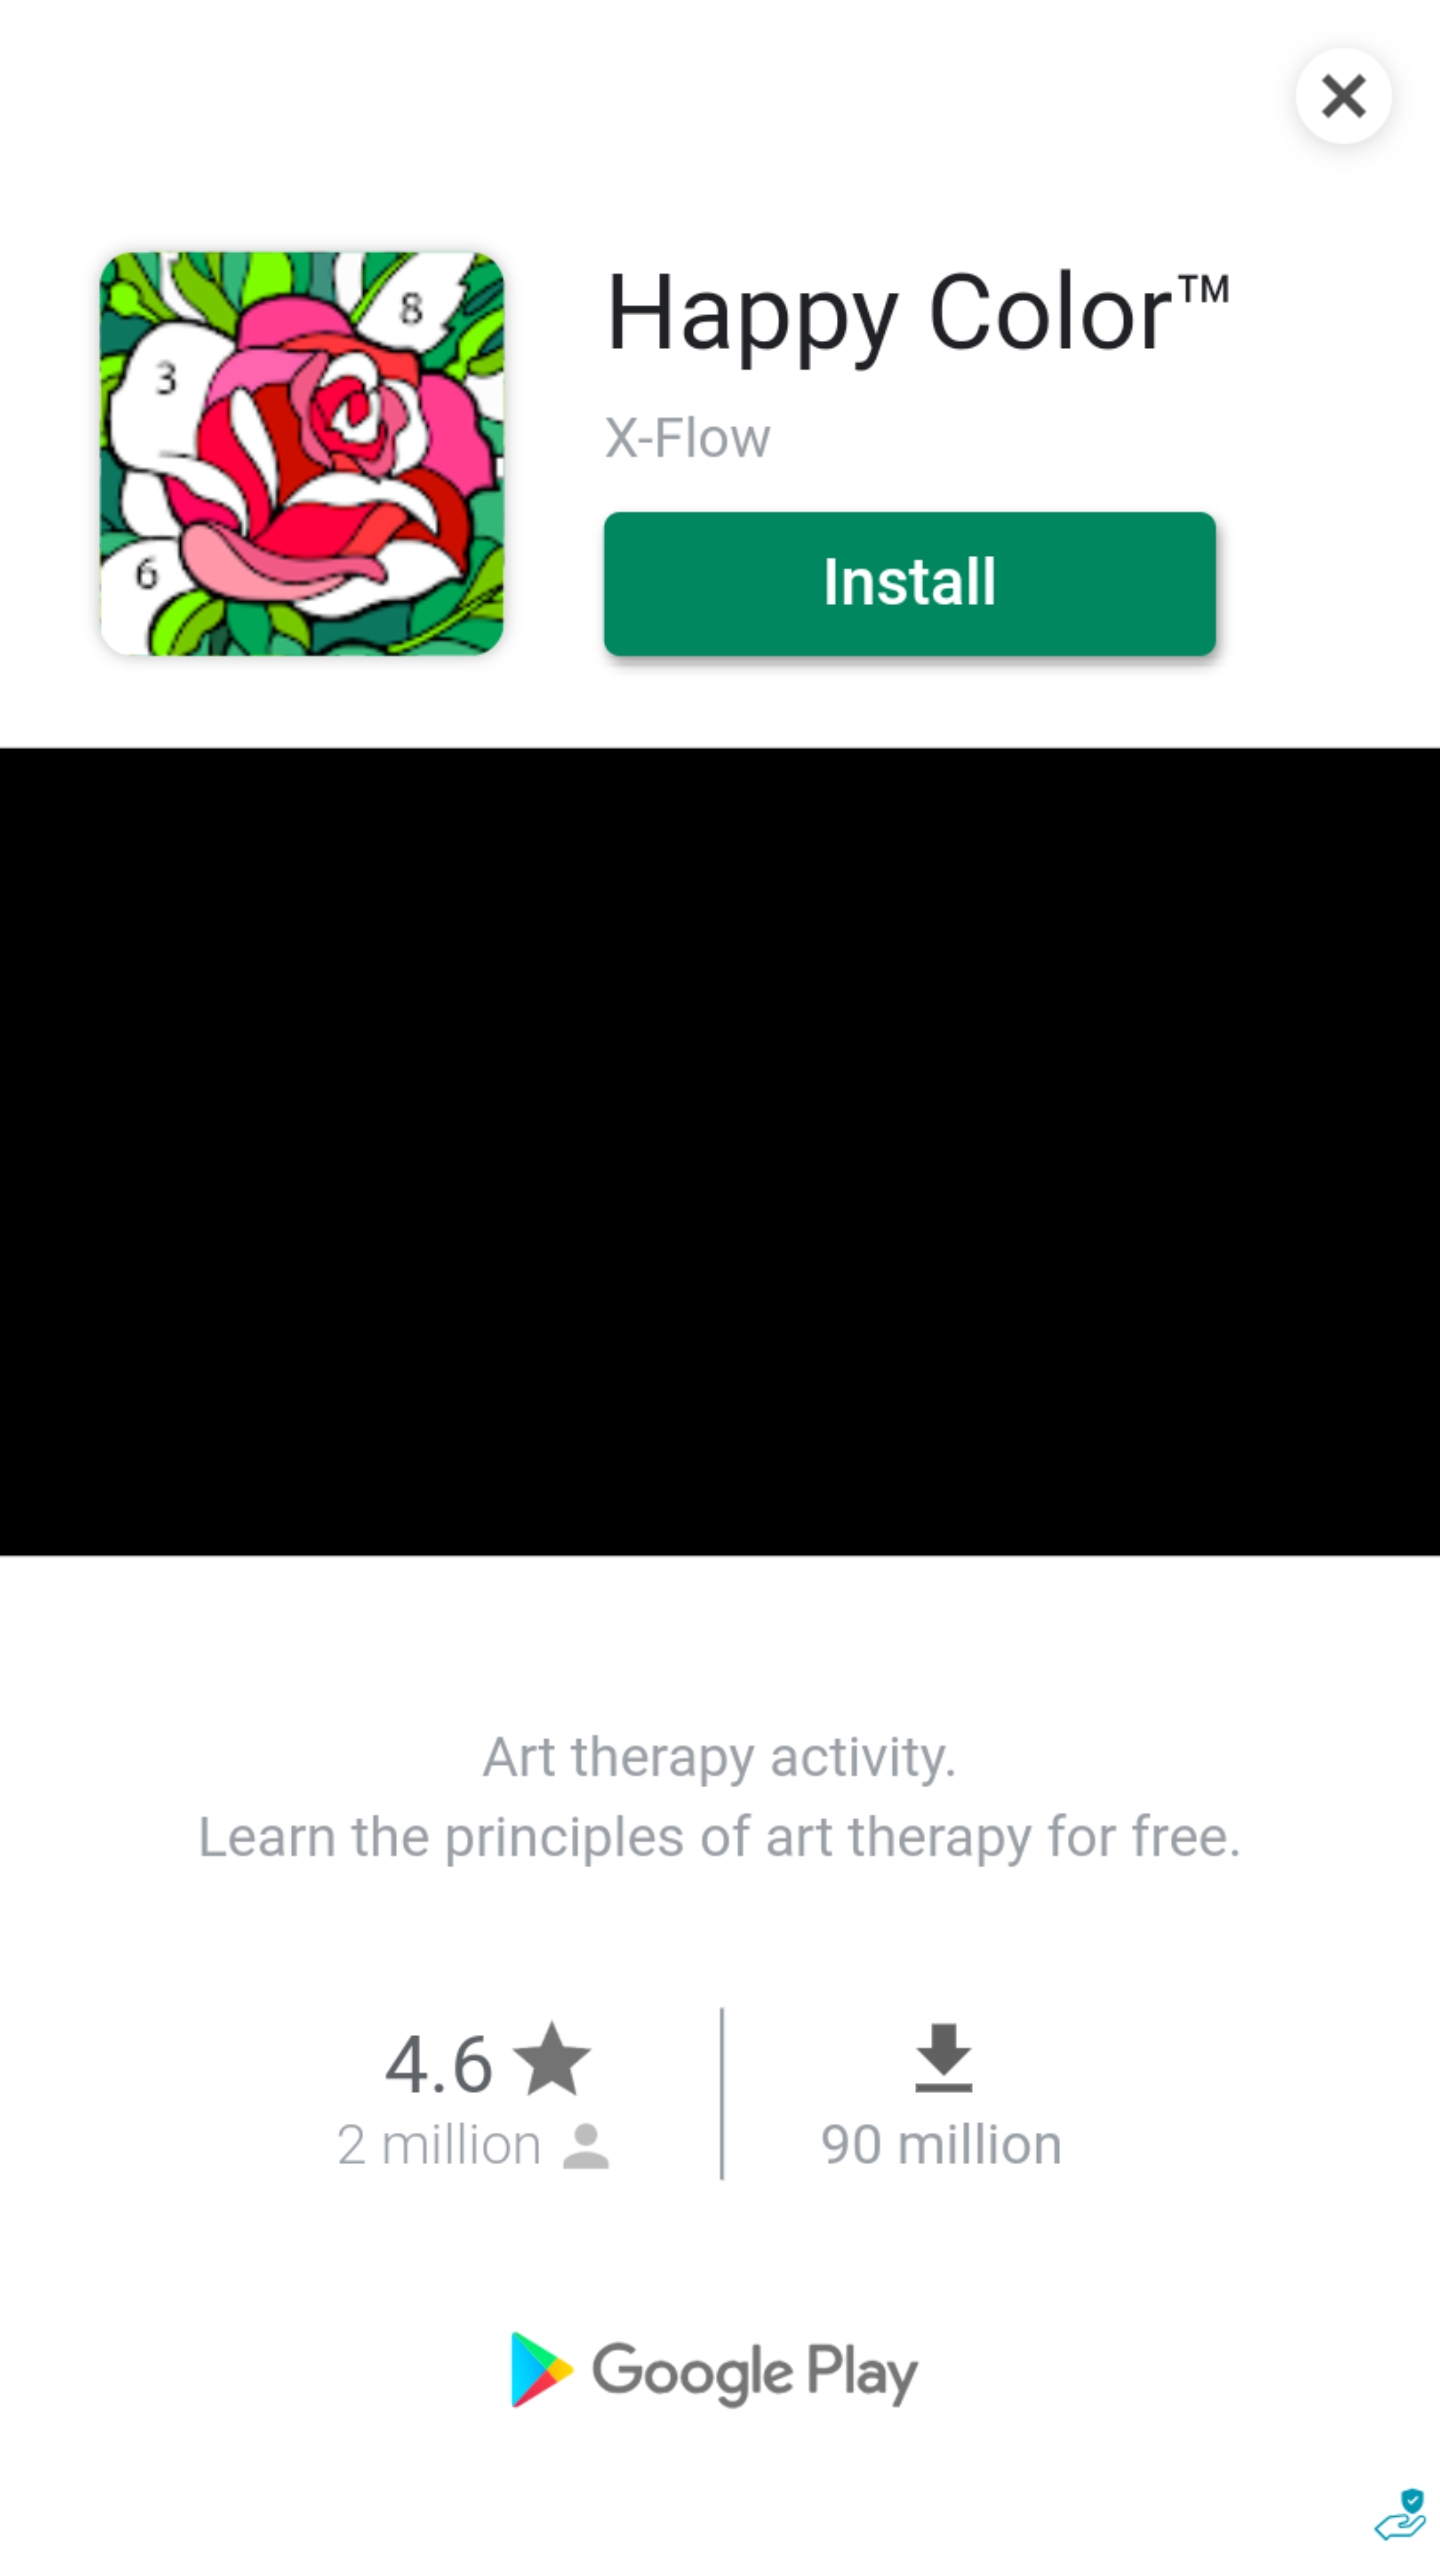 Happy Color™
X-Flow
Install
8
3
6
Art therapy activity.
Learn the principles of art therapy for free.
4.6
2 million
90 million
Google Play